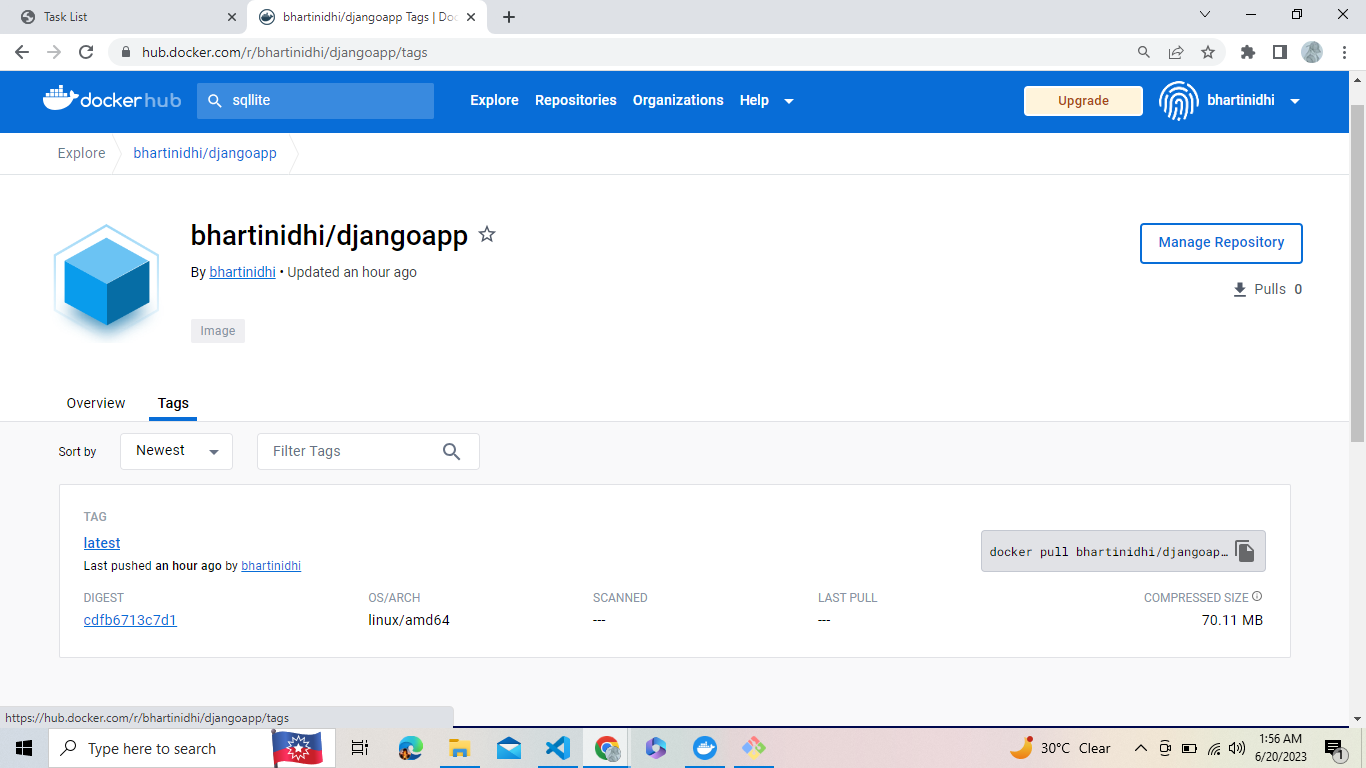 Task List
bhartinidhi/djangoapp Tags | Doc
hub.docker.com/r/bhartinidhi/djangoapp/tags
dockerhub
sqllite
Explore
Repositories
Organizations
Help
Upgrade
bhartinidhi
Explore
bhartinidhi/djangoapp
bhartinidhi/djangoapp
By bhartinidhi • Updated an hour ago
Manage Repository
Pulls 0
Image
Overview
Tags
Sort by
Newest
Filter Tags
TAG
latest
Last pushed an hour ago by bhartinidhi
docker pull bhartinidhi/djangoap…
DIGEST
OS/ARCH
SCANNED
LAST PULL
COMPRESSED SIZE
cdfb6713c7d1
linux/amd64
---
---
70.11 MB
https://hub.docker.com/r/bhartinidhi/djangoapp/tags
Type here to search
30°C Clear
1:56 AM
6/20/2023
1